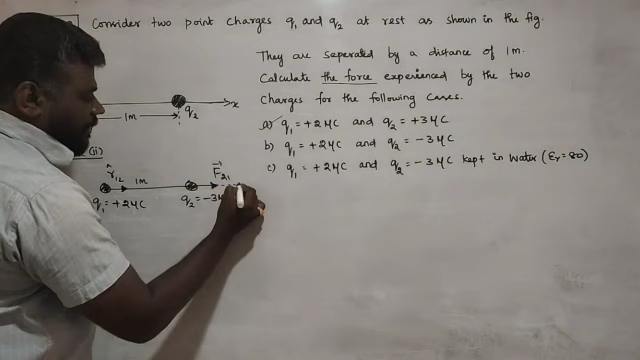 Consider two point charges q₁ and q₂ at rest as shown in the fig.
They are seperated by a distance of 1m.
Calculate the force experienced by the two
Charges for the following cases.
a) q₁ = +2μC and q₂ = +3μC
b) q₁ = +2μC and q₂ = -3μC
c) q₁ = +2μC and q₂ = -3μC kept in water (εr = 80)
q₂
x
1m
(ii)
r̂₁₂ 1m F⃗₂₁
q₁ = +2μC q₂ = -3